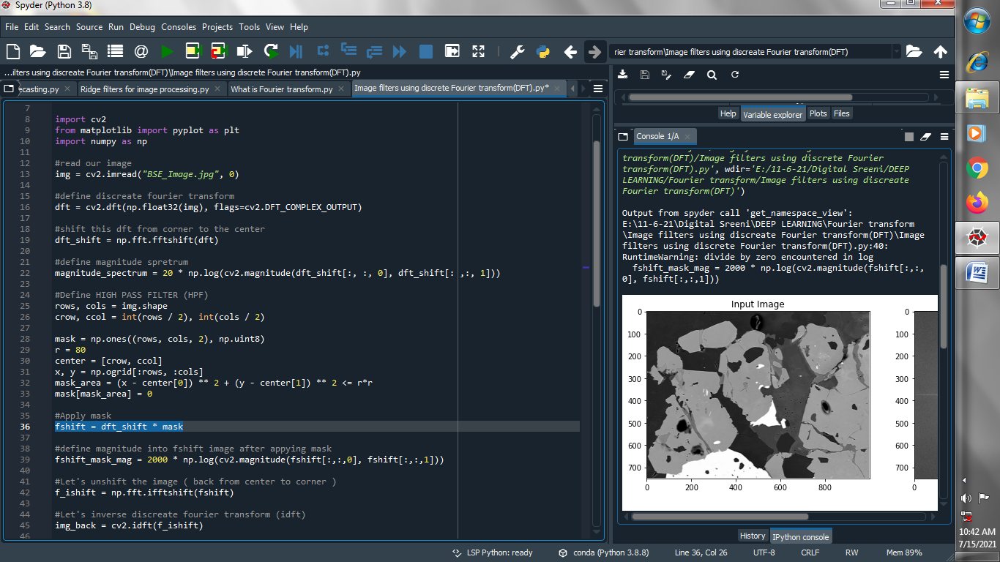 Spyder (Python 3.8)
File Edit Search Source Run Debug Consoles Projects Tools View Help
rier transform\Image filters using discreate Fourier transform(DFT)
...ilters using discreate Fourier transform(DFT)\Image filters using discrete Fourier transform(DFT).py
ecasting.py Ridge filters for image processing.py What is Fourier transform.py Image filters using discrete Fourier transform(DFT).py*
7
8 import cv2
9 from matplotlib import pyplot as plt
10 import numpy as np
11
12 #read our image
13 img = cv2.imread("BSE_Image.jpg", 0)
14
15 #define discreate fourier transform
16 dft = cv2.dft(np.float32(img), flags=cv2.DFT_COMPLEX_OUTPUT)
17
18 #shift this dft from corner to the center
19 dft_shift = np.fft.fftshift(dft)
20
21 #define magnitude spretrum
22 magnitude_spectrum = 20 * np.log(cv2.magnitude(dft_shift[:, :, 0], dft_shift[: ,:, 1]))
23
24 #Define HIGH PASS FILTER (HPF)
25 rows, cols = img.shape
26 crow, ccol = int(rows / 2), int(cols / 2)
27
28 mask = np.ones((rows, cols, 2), np.uint8)
29 r = 80
30 center = [crow, ccol]
31 x, y = np.ogrid[:rows, :cols]
32 mask_area = (x - center[0]) ** 2 + (y - center[1]) ** 2 <= r*r
33 mask[mask_area] = 0
34
35 #Apply mask
36 fshift = dft_shift * mask
37
38 #define magnitude into fshift image after appying mask
39 fshift_mask_mag = 2000 * np.log(cv2.magnitude(fshift[:,:,0], fshift[:,:,1]))
40
41 #Let's unshift the image ( back from center to corner )
42 f_ishift = np.fft.ifftshift(fshift)
43
44 #Let's inverse discreate fourier transform (idft)
45 img_back = cv2.idft(f_ishift)
46
Help Variable explorer Plots Files
Console 1/A
transform(DFT)/Image filters using discrete Fourier
transform(DFT).py', wdir='E:/11-6-21/Digital Sreeni/DEEP
LEARNING/Fourier transform/Image filters using discreate
Fourier transform(DFT)')
Output from spyder call 'get_namespace_view':
E:\11-6-21\Digital Sreeni\DEEP LEARNING\Fourier transform
\Image filters using discreate Fourier transform(DFT)\Image
filters using discrete Fourier transform(DFT).py:40:
RuntimeWarning: divide by zero encountered in log
fshift_mask_mag = 2000 * np.log(cv2.magnitude(fshift[:,:,
0], fshift[:,:,1]))
Input Image
0 0
100 100
200 200
300 300
400 400
500 500
600 600
700 700
0 200 400 600 800 0
History IPython console
LSP Python: ready conda (Python 3.8.8) Line 36, Col 26 UTF-8 CRLF RW Mem 89%
10:42 AM
7/15/2021